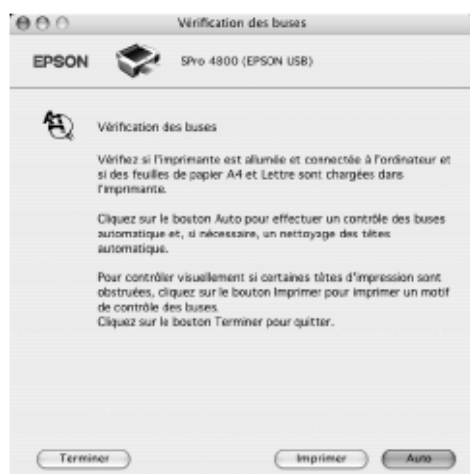 Vérification des buses
EPSON
SPro 4800 (EPSON USB)
Vérification des buses
Vérifiez si l'imprimante est allumée et connectée à l'ordinateur et
si des feuilles de papier A4 et Lettre sont chargées dans
l'imprimante.
Cliquez sur le bouton Auto pour effectuer un contrôle des buses
automatique et, si nécessaire, un nettoyage des têtes
automatique.
Pour contrôler visuellement si certaines têtes d'impression sont
obstruées, cliquez sur le bouton Imprimer pour imprimer un motif
de contrôle des buses.
Cliquez sur le bouton Terminer pour quitter.
Terminer
Imprimer
Auto